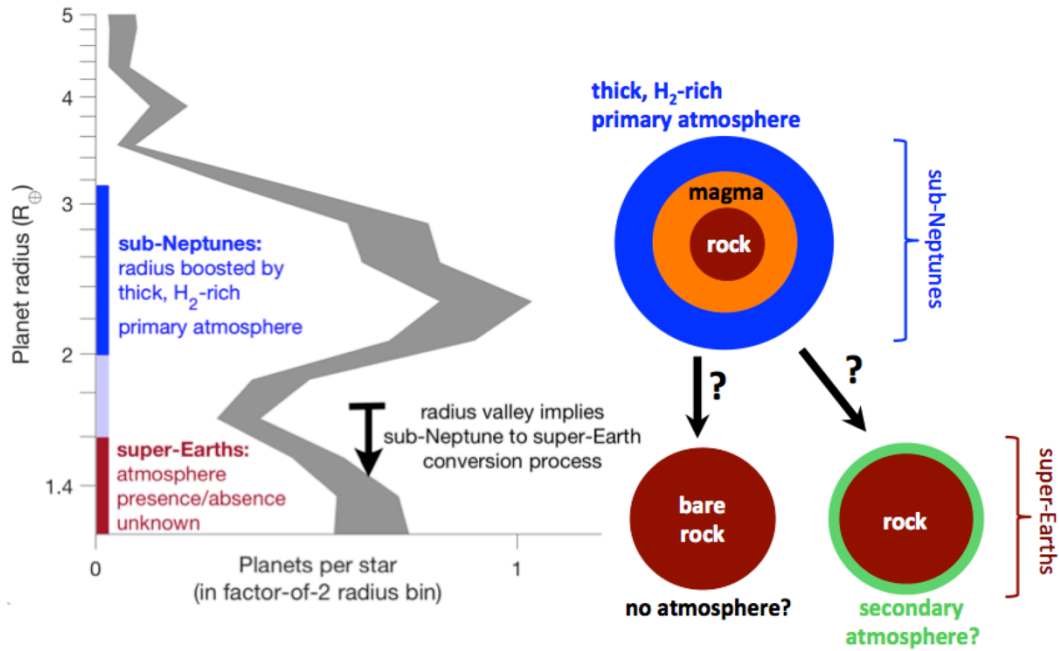 5
4
3
2
1.4
Planet radius (R⊕)
sub-Neptunes:
radius boosted by
thick, H₂-rich
primary atmosphere
super-Earths:
atmosphere
presence/absence
unknown
radius valley implies
sub-Neptune to super-Earth
conversion process
0
1
Planets per star
(in factor-of-2 radius bin)
thick, H₂-rich
primary atmosphere
magma
rock
sub-Neptunes
?
?
bare
rock
rock
super-Earths
no atmosphere?
secondary
atmosphere?